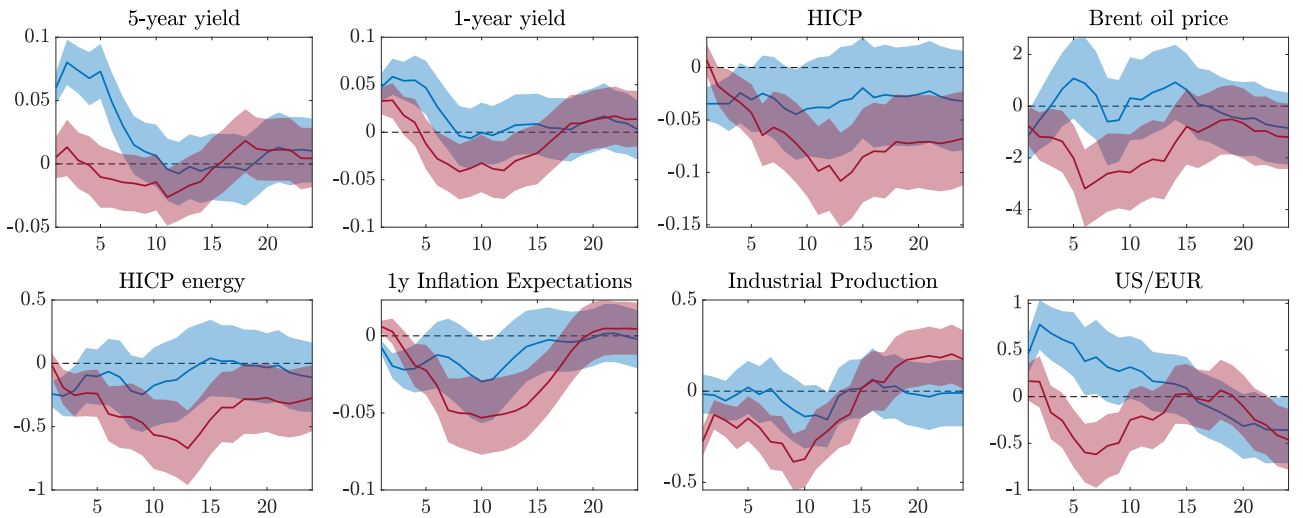 5-year yield
0.1
0.05
0
-0.05
5 10 15 20
1-year yield
0.1
0.05
0
-0.05
-0.1
5 10 15 20
HICP
0
-0.05
-0.1
-0.15
5 10 15 20
Brent oil price
2
0
-2
-4
5 10 15 20
HICP energy
0.5
0
-0.5
-1
5 10 15 20
1y Inflation Expectations
0
-0.05
-0.1
5 10 15 20
Industrial Production
0.5
0
-0.5
5 10 15 20
US/EUR
1
0.5
0
-0.5
-1
5 10 15 20